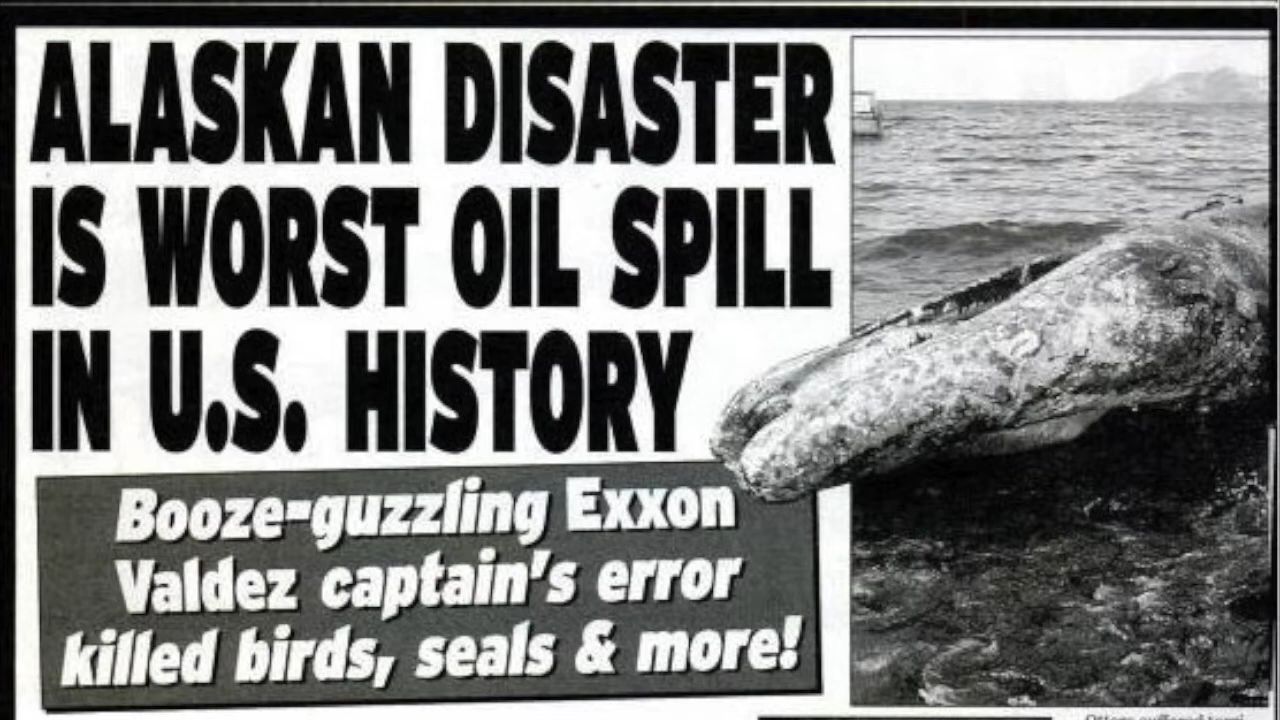 ALASKAN DISASTER
IS WORST OIL SPILL
IN U.S. HISTORY
Booze-guzzling Exxon
Valdez captain's error
killed birds, seals & more!